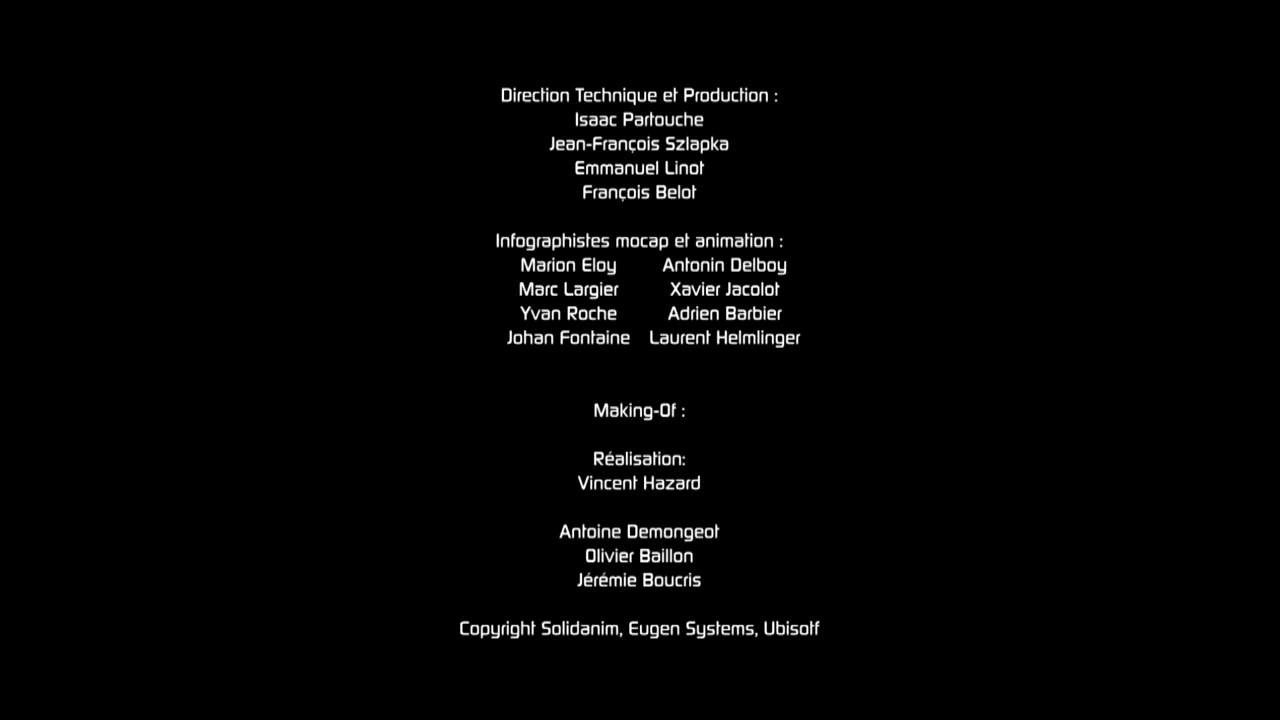 Direction Technique et Production :
Isaac Partouche
Jean-François Szlapka
Emmanuel Linot
François Belot
Infographistes mocap et animation :
Marion Eloy Antonin Delboy
Marc Largier Xavier Jacolot
Yvan Roche Adrien Barbier
Johan Fontaine Laurent Helmlinger
Making-Of :
Réalisation:
Vincent Hazard
Antoine Demongeot
Olivier Baillon
Jérémie Boucris
Copyright Solidanim, Eugen Systems, Ubisotf